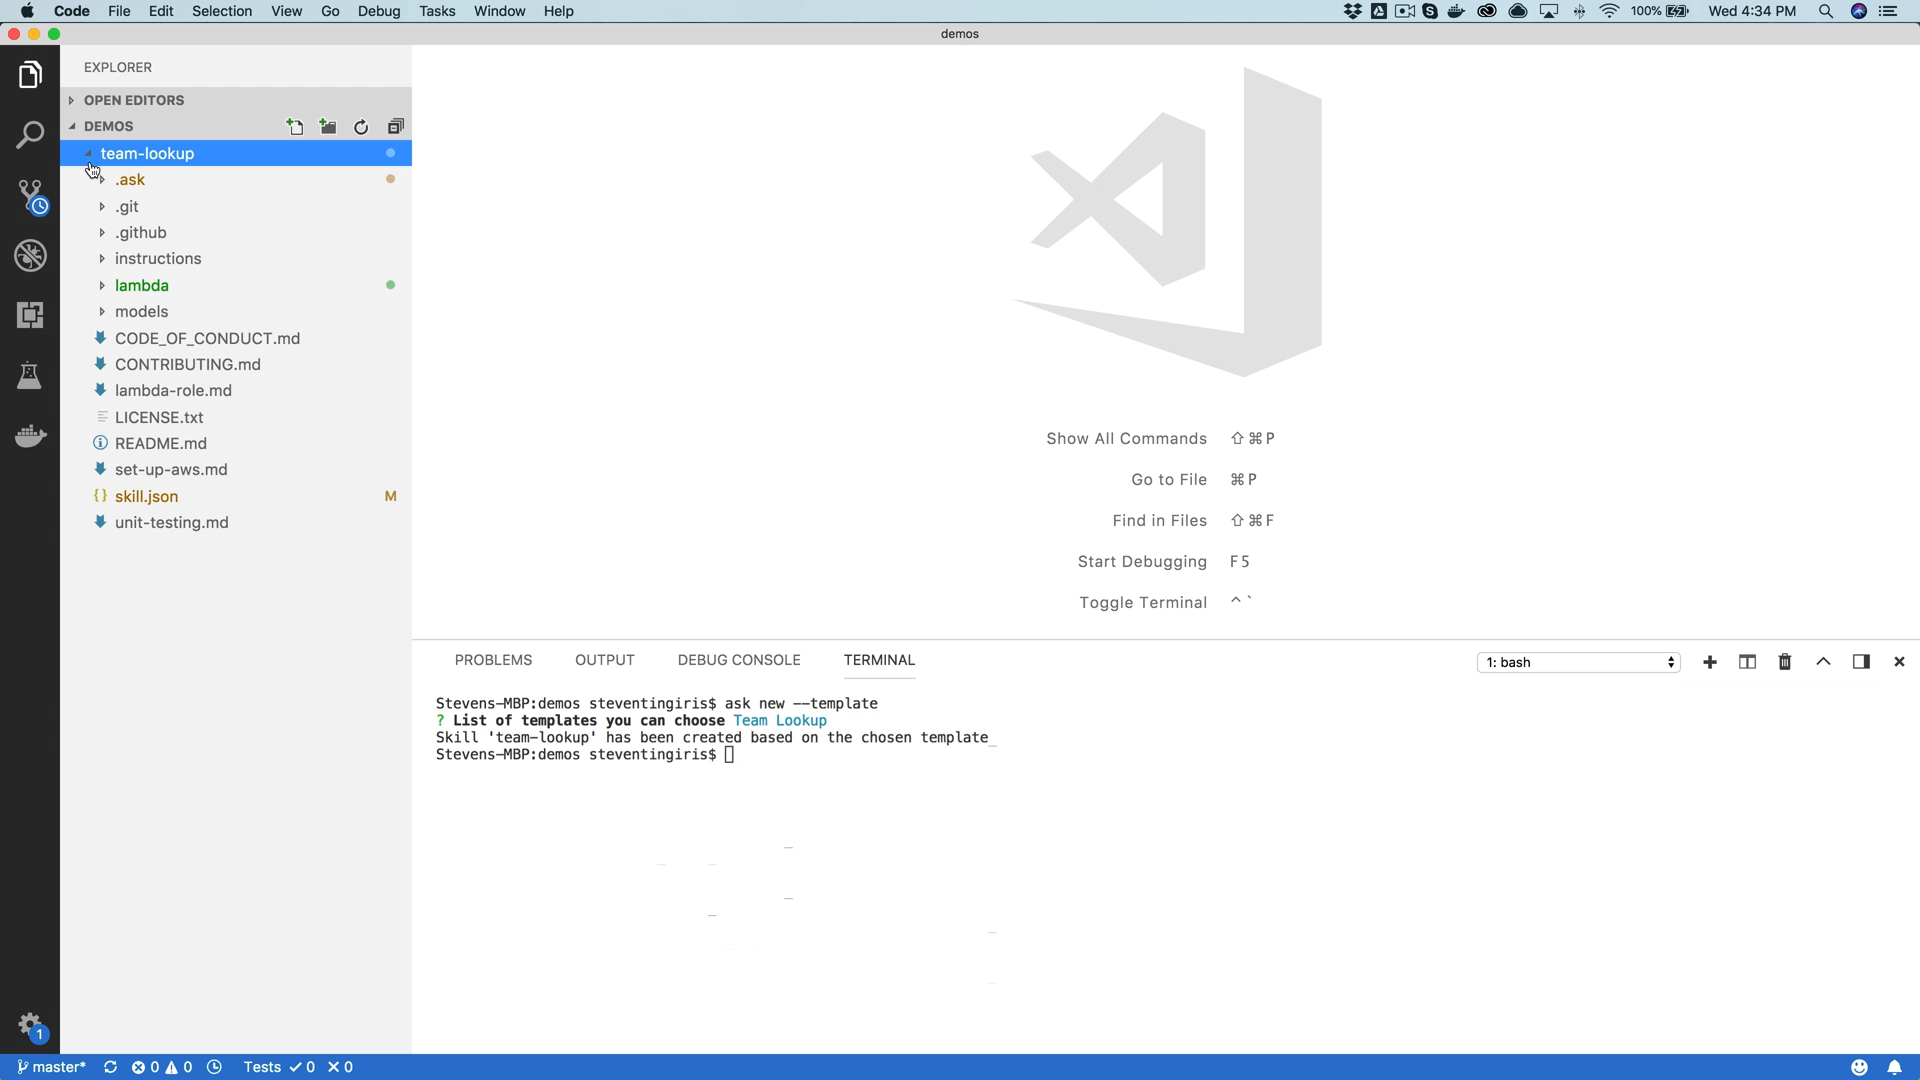 Code File Edit Selection View Go Debug Tasks Window Help 100% Wed 4:34 PM
demos
EXPLORER
OPEN EDITORS
DEMOS
team-lookup
.ask
.git
.github
instructions
lambda
models
CODE_OF_CONDUCT.md
CONTRIBUTING.md
lambda-role.md
LICENSE.txt
README.md
set-up-aws.md
skill.json M
unit-testing.md
Show All Commands ⇧⌘P
Go to File ⌘P
Find in Files ⇧⌘F
Start Debugging F5
Toggle Terminal ^`
PROBLEMS OUTPUT DEBUG CONSOLE TERMINAL 1: bash
Stevens-MBP:demos steventingiris$ ask new --template
? List of templates you can choose Team Lookup
Skill 'team-lookup' has been created based on the chosen template
Stevens-MBP:demos steventingiris$
1
master* 0 0 Tests ✓ 0 ✕ 0